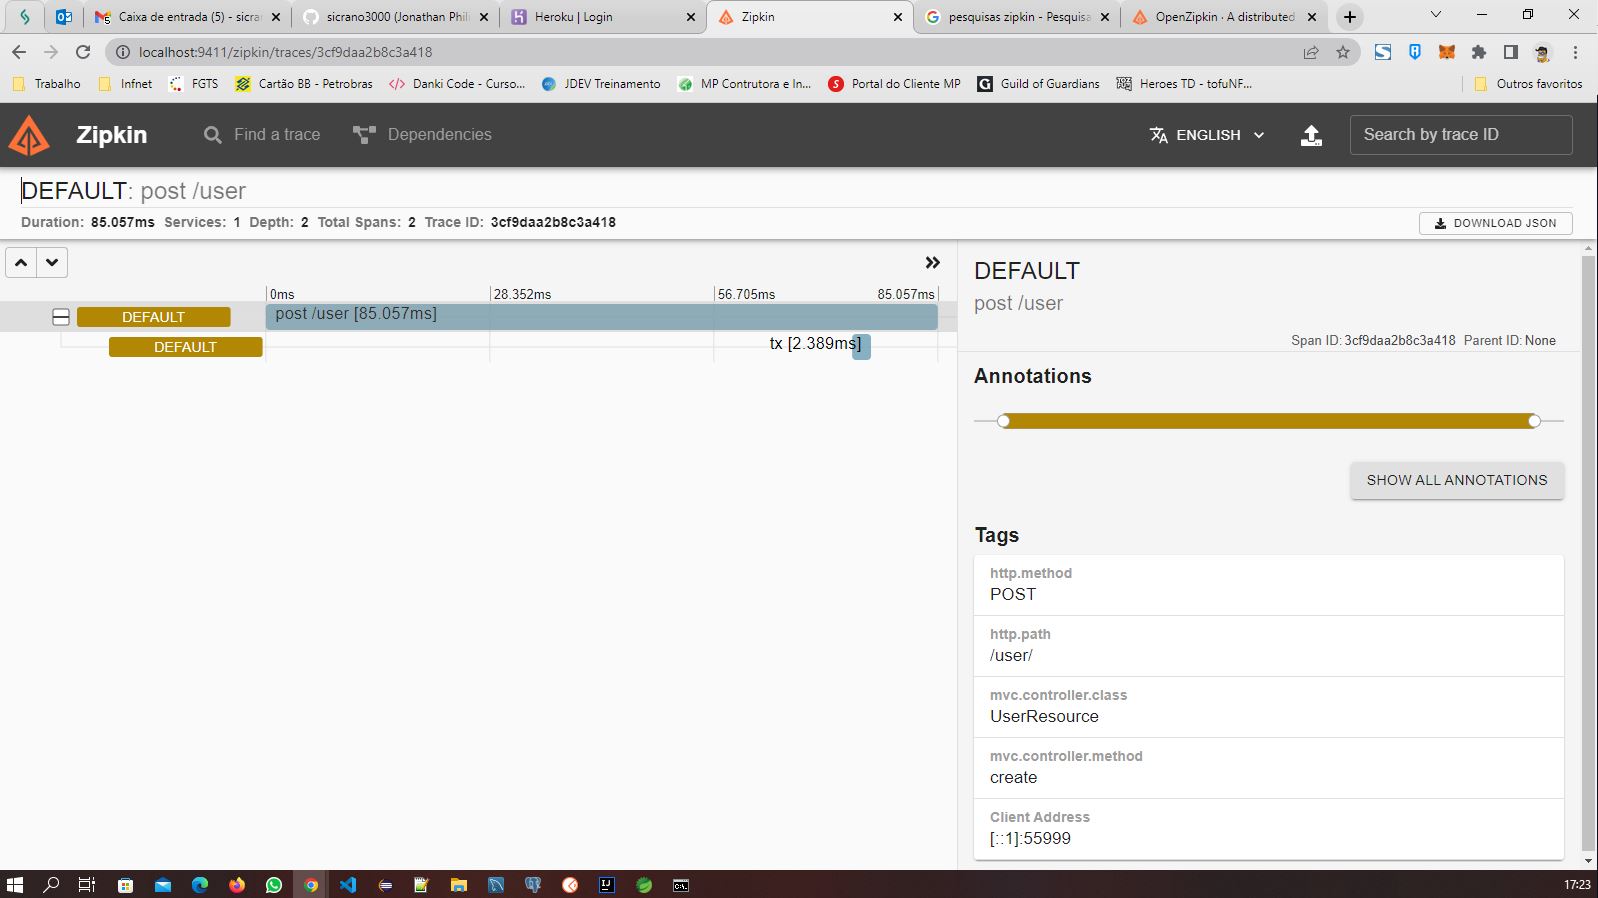 Caixa de entrada (5) - sicran
sicrano3000 (Jonathan Phili
Heroku | Login
Zipkin
pesquisas zipkin - Pesquisa
OpenZipkin · A distributed
localhost:9411/zipkin/traces/3cf9daa2b8c3a418
Trabalho
Infnet
FGTS
Cartão BB - Petrobras
Danki Code - Curso...
JDEV Treinamento
MP Contrutora e In...
Portal do Cliente MP
Guild of Guardians
Heroes TD - tofuNF...
Outros favoritos
Zipkin
Find a trace
Dependencies
ENGLISH
Search by trace ID
DEFAULT: post /user
Duration: 85.057ms Services: 1 Depth: 2 Total Spans: 2 Trace ID: 3cf9daa2b8c3a418
DOWNLOAD JSON
0ms
28.352ms
56.705ms
85.057ms
DEFAULT
post /user [85.057ms]
DEFAULT
tx [2.389ms]
DEFAULT
post /user
Span ID: 3cf9daa2b8c3a418 Parent ID: None
Annotations
SHOW ALL ANNOTATIONS
Tags
http.method
POST
http.path
/user/
mvc.controller.class
UserResource
mvc.controller.method
create
Client Address
[::1]:55999
17:23